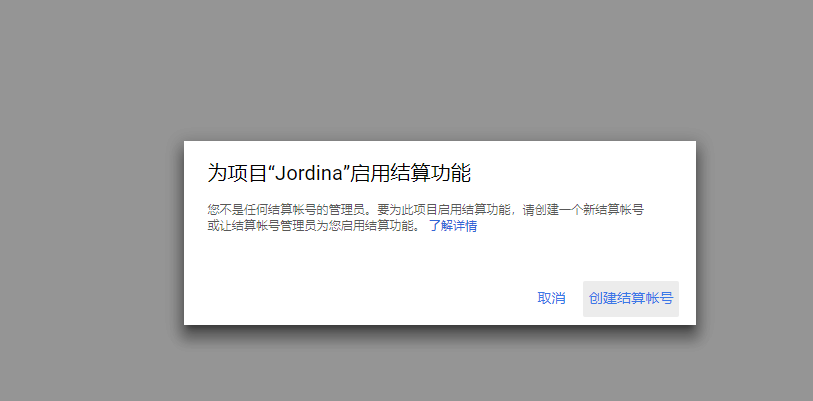 为项目“Jordina”启用结算功能
您不是任何结算帐号的管理员。要为此项目启用结算功能，请创建一个新结算帐号
或让结算帐号管理员为您启用结算功能。 了解详情
取消 创建结算帐号